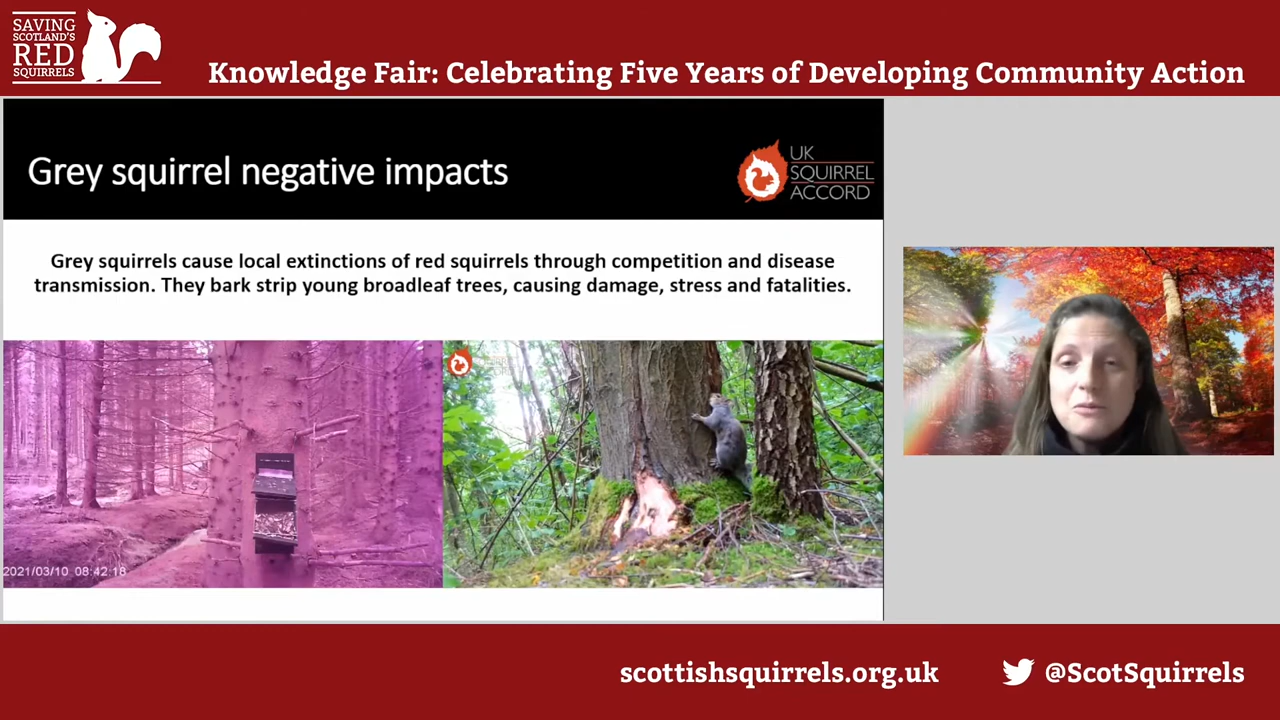 SAVING
SCOTLAND'S
RED
SQUIRRELS
Knowledge Fair: Celebrating Five Years of Developing Community Action
Grey squirrel negative impacts
UK
SQUIRREL
ACCORD
Grey squirrels cause local extinctions of red squirrels through competition and disease
transmission. They bark strip young broadleaf trees, causing damage, stress and fatalities.
2021/03/10 08:42:18
scottishsquirrels.org.uk
@ScotSquirrels